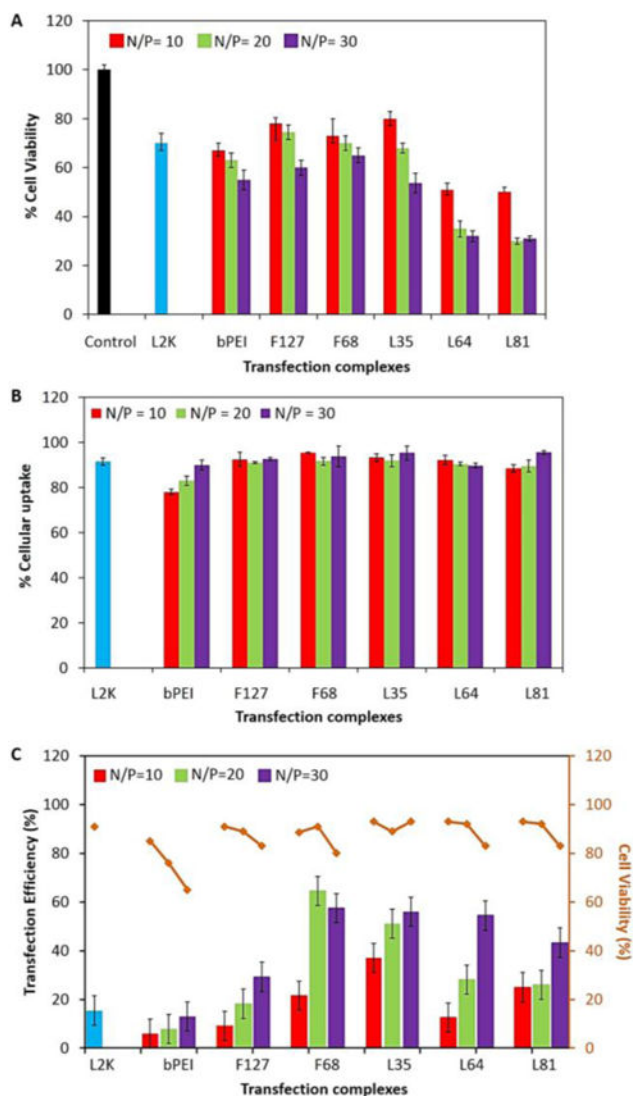 A
N/P= 10 N/P= 20 N/P= 30
120
100
80
60
40
20
0
% Cell Viability
Control L2K bPEI F127 F68 L35 L64 L81
Transfection complexes
B
N/P = 10 N/P = 20 N/P = 30
120
100
80
60
40
20
0
% Cellular uptake
L2K bPEI F127 F68 L35 L64 L81
Transfection complexes
C
N/P=10 N/P=20 N/P=30
120
100
80
60
40
20
0
Transfection Efficiency (%)
120
100
80
60
40
20
0
Cell Viability (%)
L2K bPEI F127 F68 L35 L64 L81
Transfection complexes